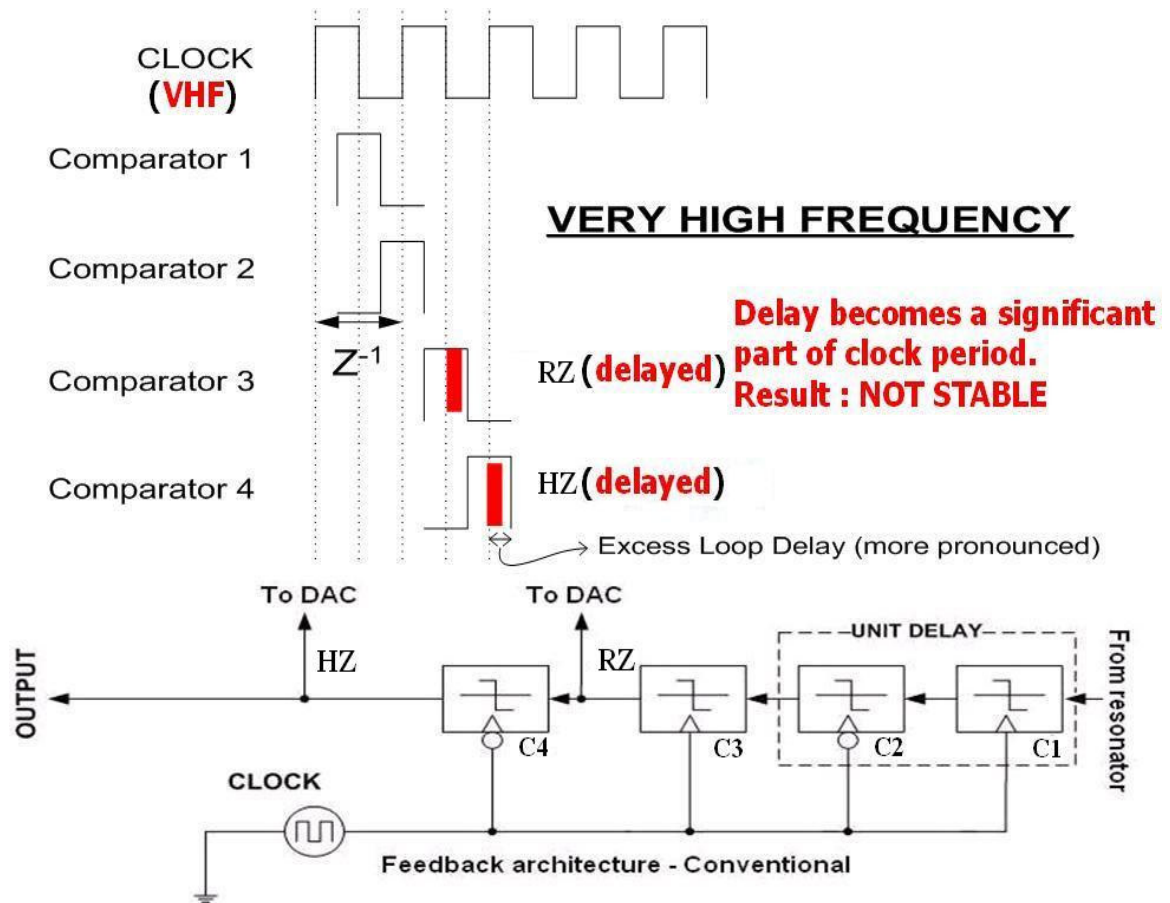 CLOCK
(VHF)
Comparator 1
VERY HIGH FREQUENCY
Comparator 2
Z-1
Delay becomes a significant
part of clock period.
Result : NOT STABLE
Comparator 3
RZ (delayed)
Comparator 4
HZ (delayed)
Excess Loop Delay (more pronounced)
To DAC
To DAC
UNIT DELAY
From resonator
HZ
RZ
OUTPUT
C4
C3
C2
C1
CLOCK
Feedback architecture - Conventional